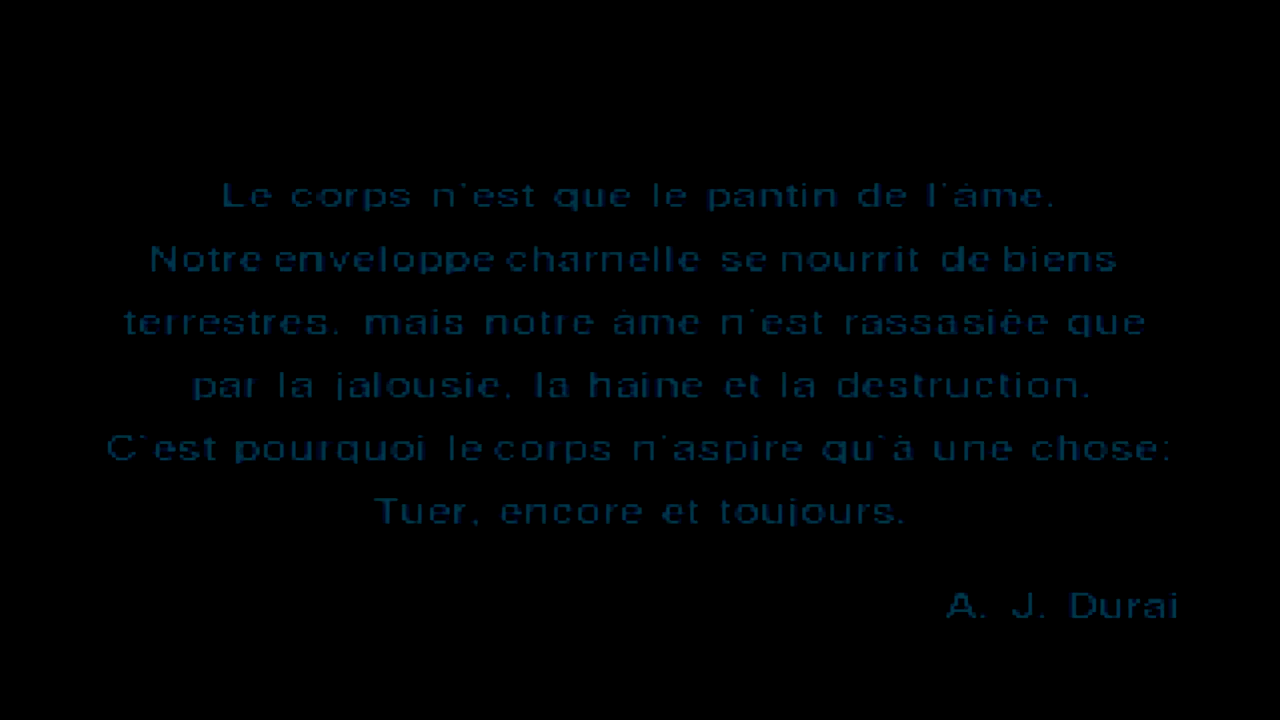 Le corps n'est que le pantin de l'âme.
Notre enveloppe charnelle se nourrit de biens
terrestres, mais notre âme n'est rassasiée que
par la jalousie, la haine et la destruction.
C'est pourquoi le corps n'aspire qu'à une chose:
Tuer, encore et toujours.
A. J. Durai